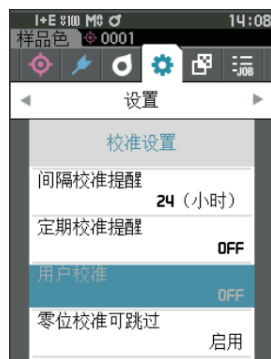 I+E M0 14:08
样品色 0001
JOB
设置
校准设置
间隔校准提醒
24（小时）
定期校准提醒
OFF
用户校准
OFF
零位校准可跳过
启用